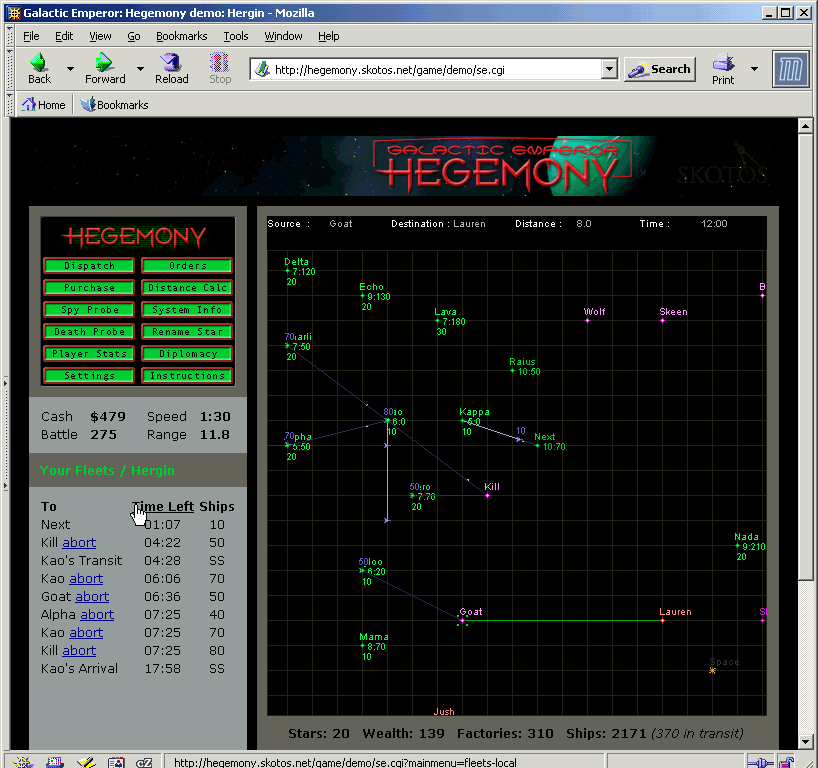 Galactic Emperor: Hegemony demo: Hergin - Mozilla
File Edit View Go Bookmarks Tools Window Help
Back Forward Reload Stop http://hegemony.skotos.net/game/demo/se.cgi Search Print
Home Bookmarks
GALACTIC EMPEROR
HEGEMONY
SKOTOS
HEGEMONY
Dispatch Orders
Purchase Distance Calc
Spy Probe System Info
Death Probe Rename Star
Player Stats Diplomacy
Settings Instructions
Cash $479 Speed 1:30
Battle 275 Range 11.8
Your Fleets / Hergin
To Time Left Ships
Next 01:07 10
Kill abort 04:22 50
Kao's Transit 04:28 SS
Kao abort 06:06 70
Goat abort 06:36 50
Alpha abort 07:25 40
Kao abort 07:25 70
Kill abort 07:25 80
Kao's Arrival 17:58 SS
Source : Goat Destination : Lauren Distance : 8.0 Time : 12:00
Delta
7:120
20
Echo
9:130
20
B
Lava
7:180
30
Wolf
Skeen
70
7:50
20
Raius
10:50
80
6:0
10
Kappa
6:0
10
10
Next
10:70
70
6:50
20
Kill
50
7:70
20
Nada
9:210
20
50
6:20
10
Goat
Lauren
Mama
8:70
10
Space
Jush
Stars: 20 Wealth: 139 Factories: 310 Ships: 2171 (370 in transit)
http://hegemony.skotos.net/game/demo/se.cgi?mainmenu=fleets-local